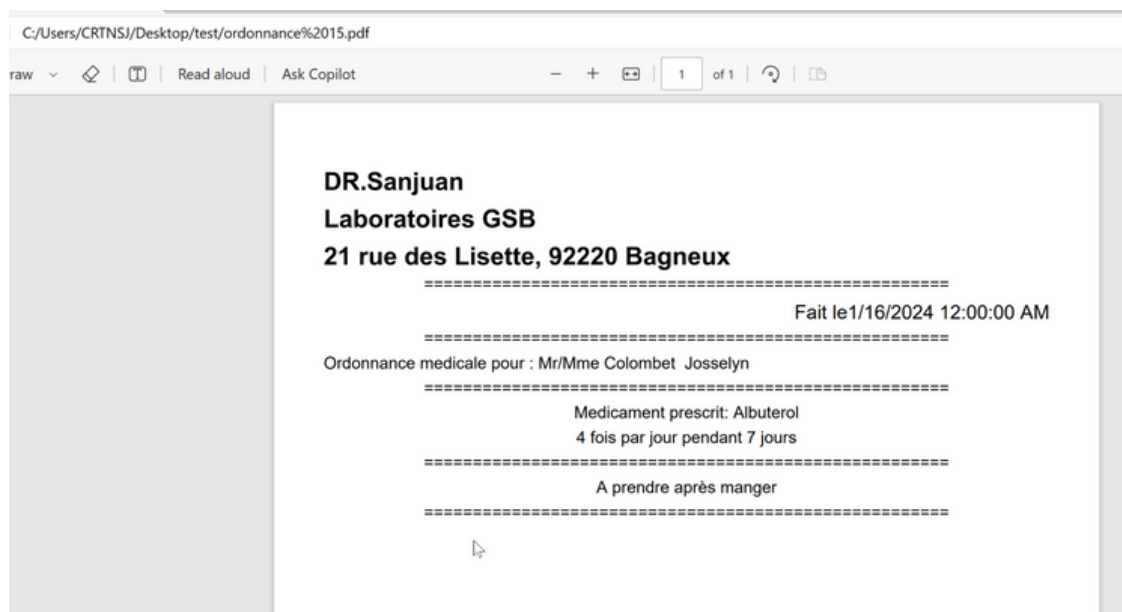 C:/Users/CRTNSJ/Desktop/test/ordonnance%2015.pdf
raw Read aloud Ask Copilot − + 1 of 1
DR.Sanjuan
Laboratoires GSB
21 rue des Lisette, 92220 Bagneux
======================================================
Fait le1/16/2024 12:00:00 AM
======================================================
Ordonnance medicale pour : Mr/Mme Colombet  Josselyn
======================================================
Medicament prescrit: Albuterol
4 fois par jour pendant 7 jours
======================================================
A prendre après manger
======================================================